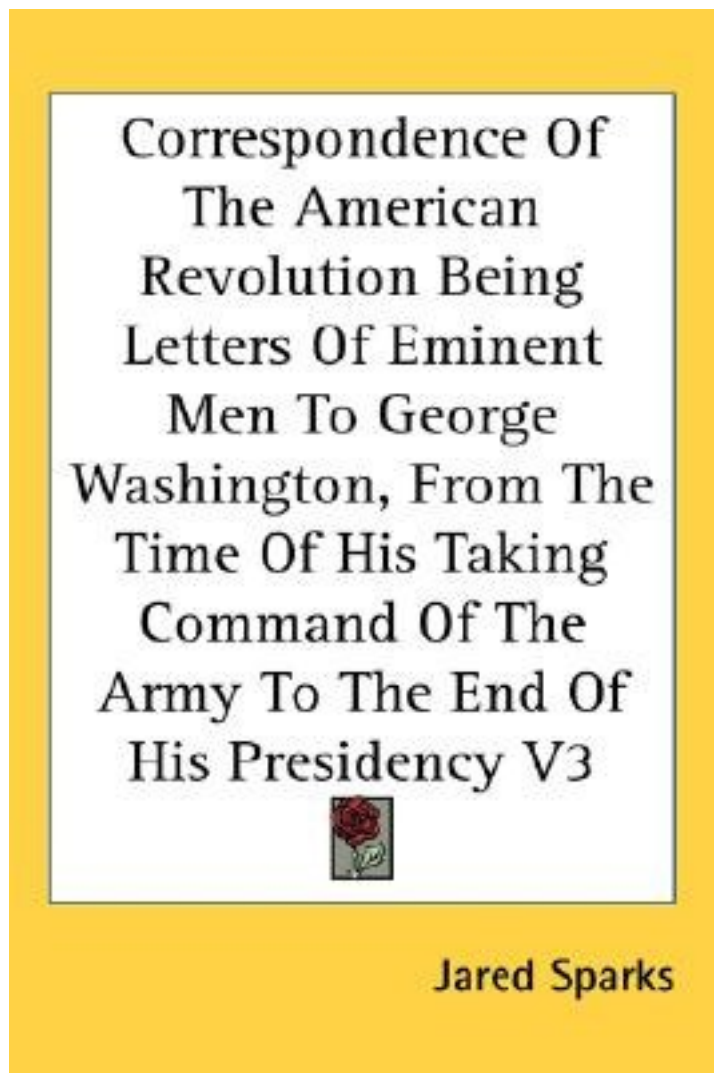 Correspondence Of
The American
Revolution Being
Letters Of Eminent
Men To George
Washington, From The
Time Of His Taking
Command Of The
Army To The End Of
His Presidency V3
Jared Sparks